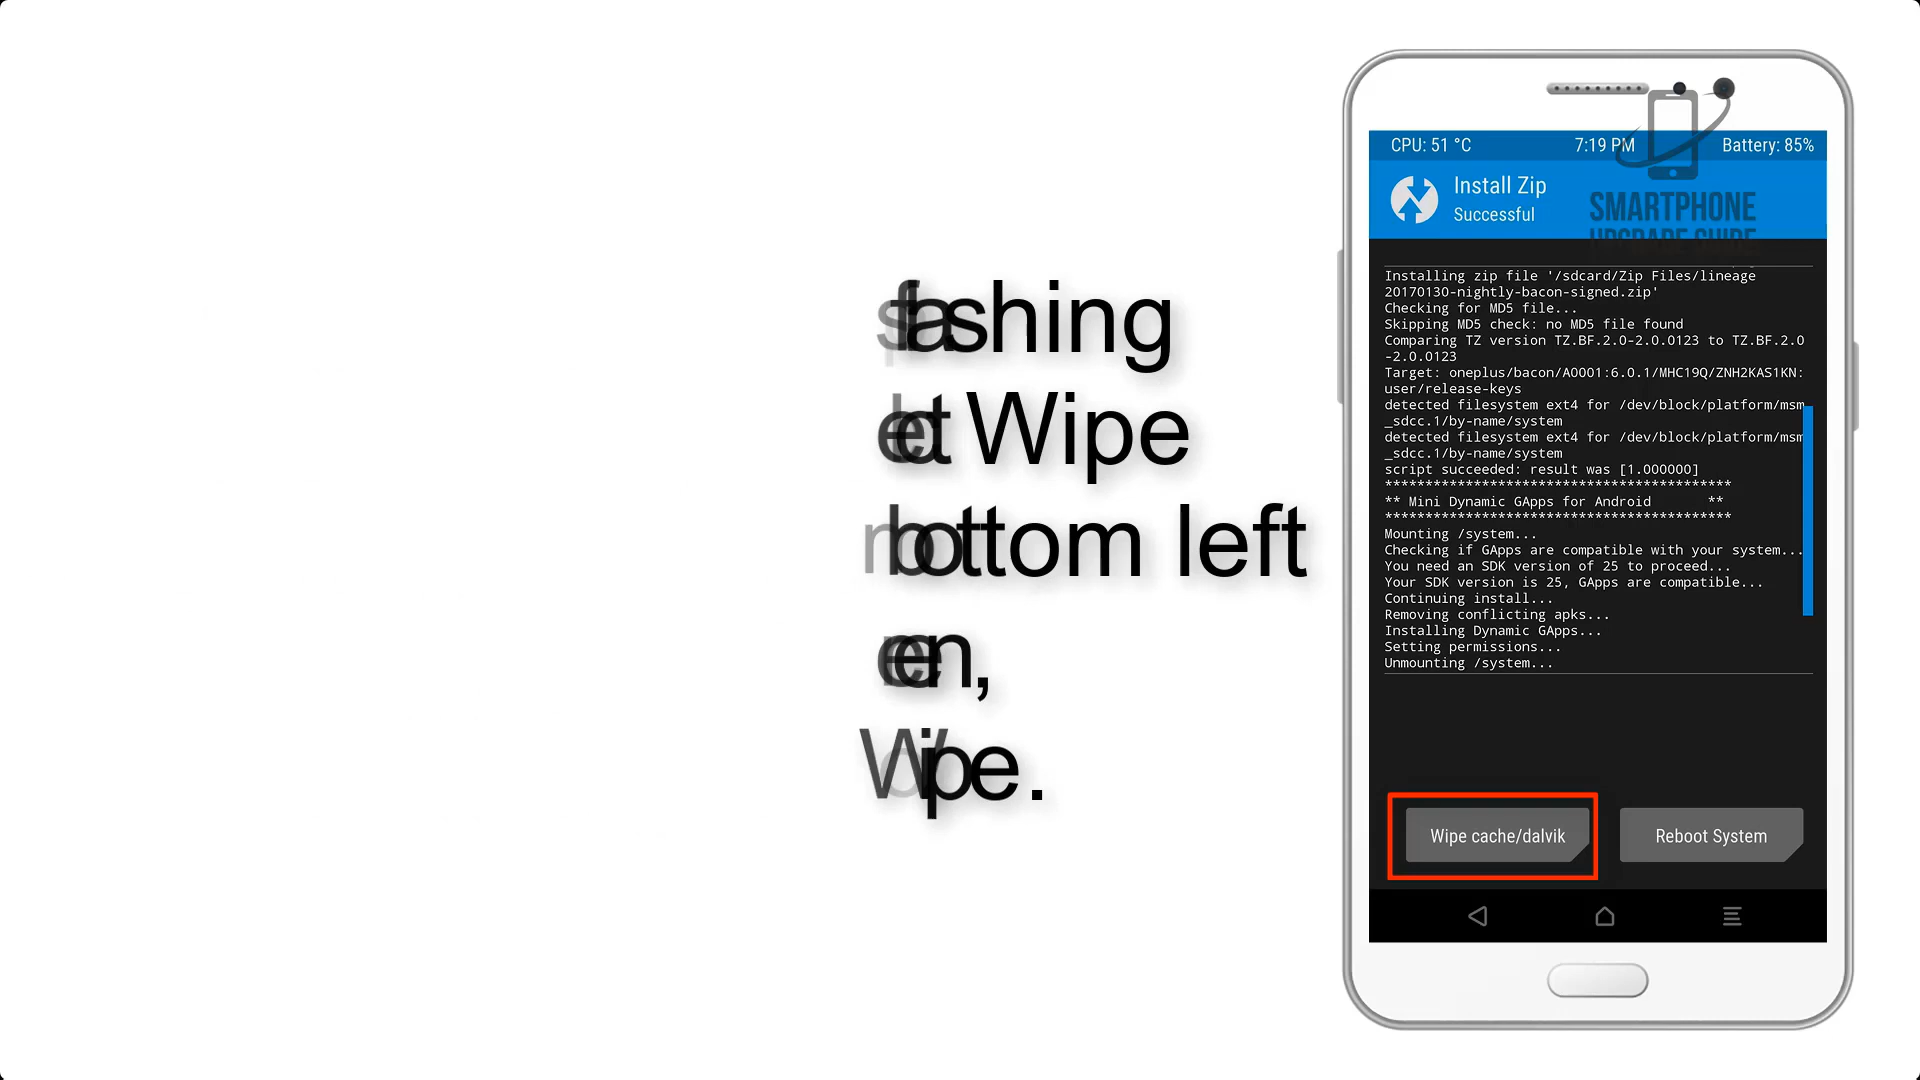 ashing
Wipe
bottom left
en,
Wipe.
CPU: 51 °C 7:19 PM Battery: 85%
Install Zip
Successful
SMARTPHONE
UPGRADE GUIDE
Installing zip file '/sdcard/Zip Files/lineage
20170130-nightly-bacon-signed.zip'
Checking for MD5 file...
Skipping MD5 check: no MD5 file found
Comparing TZ version TZ.BF.2.0-2.0.0123 to TZ.BF.2.0
-2.0.0123
Target: oneplus/bacon/A0001:6.0.1/MHC19Q/ZNH2KAS1KN:
user/release-keys
detected filesystem ext4 for /dev/block/platform/msm
_sdcc.1/by-name/system
detected filesystem ext4 for /dev/block/platform/msm
_sdcc.1/by-name/system
script succeeded: result was [1.000000]
*******************************************
** Mini Dynamic GApps for Android **
*******************************************
Mounting /system...
Checking if GApps are compatible with your system...
You need an SDK version of 25 to proceed...
Your SDK version is 25, GApps are compatible...
Continuing install...
Removing conflicting apks...
Installing Dynamic GApps...
Setting permissions...
Unmounting /system...
Wipe cache/dalvik Reboot System